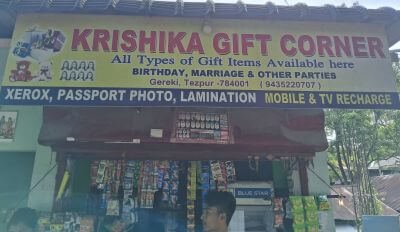 KRISHIKA GIFT CORNER
All Types of Gift Items Available here
BIRTHDAY, MARRIAGE & OTHER PARTIES
Gereki, Tezpur -784001 ( 9435220707 )
XEROX, PASSPORT PHOTO, LAMINATION MOBILE & TV RECHARGE
BLUE STAR